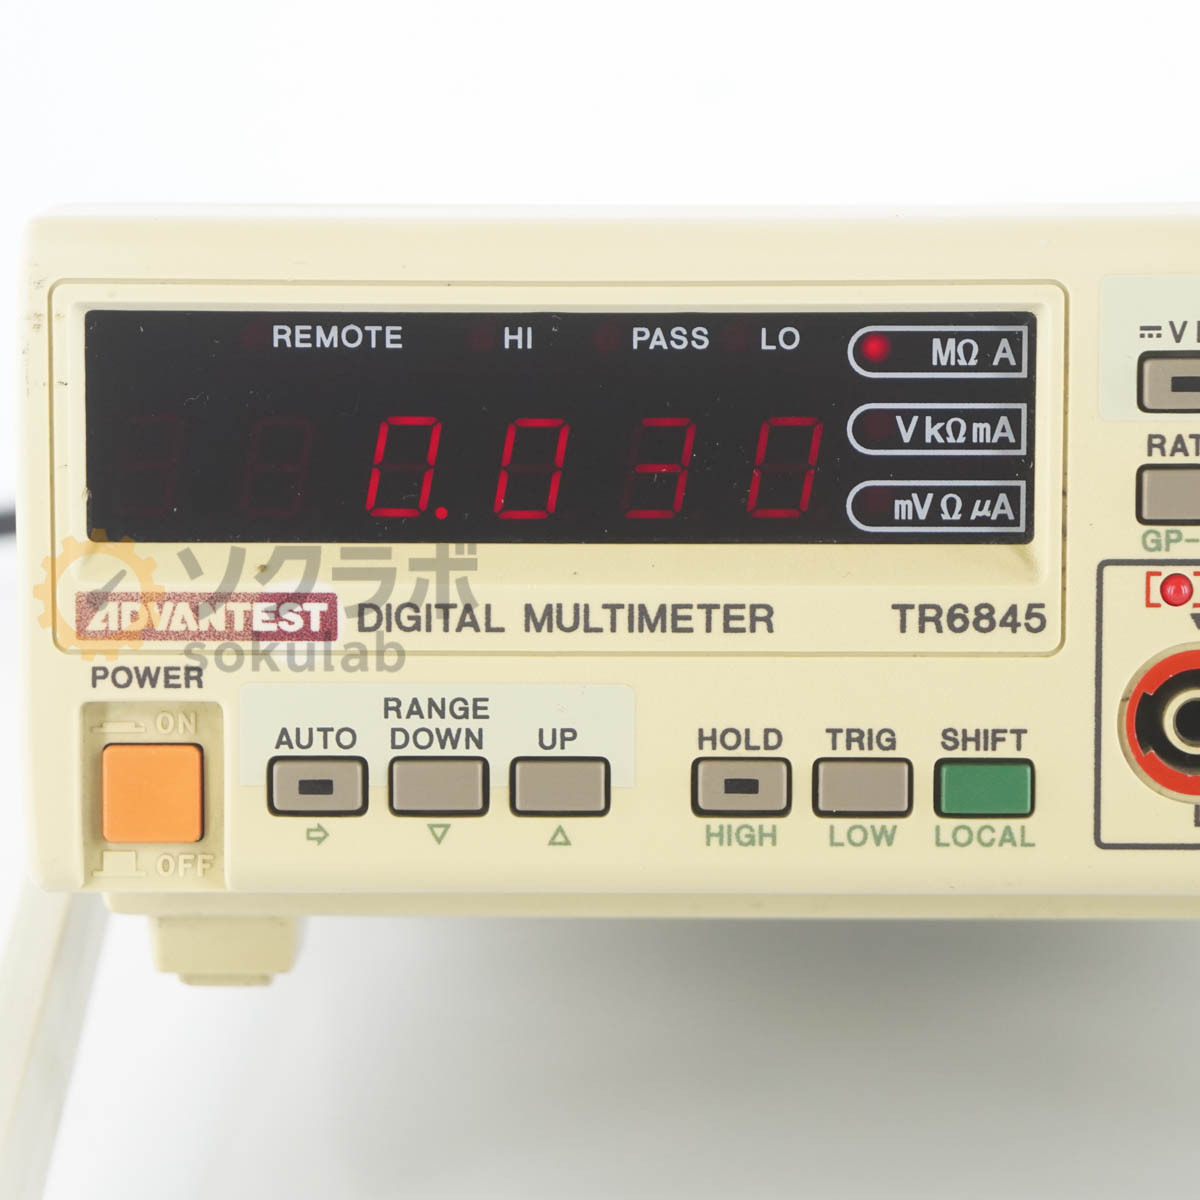 REMOTE HI PASS LO
MΩ A
V kΩ mA
mV Ω μA
0.030
ソクラボ
sokulab
ADVANTEST DIGITAL MULTIMETER TR6845
POWER
ON
OFF
RANGE
AUTO DOWN UP
HOLD TRIG SHIFT
HIGH LOW LOCAL
V
GP-